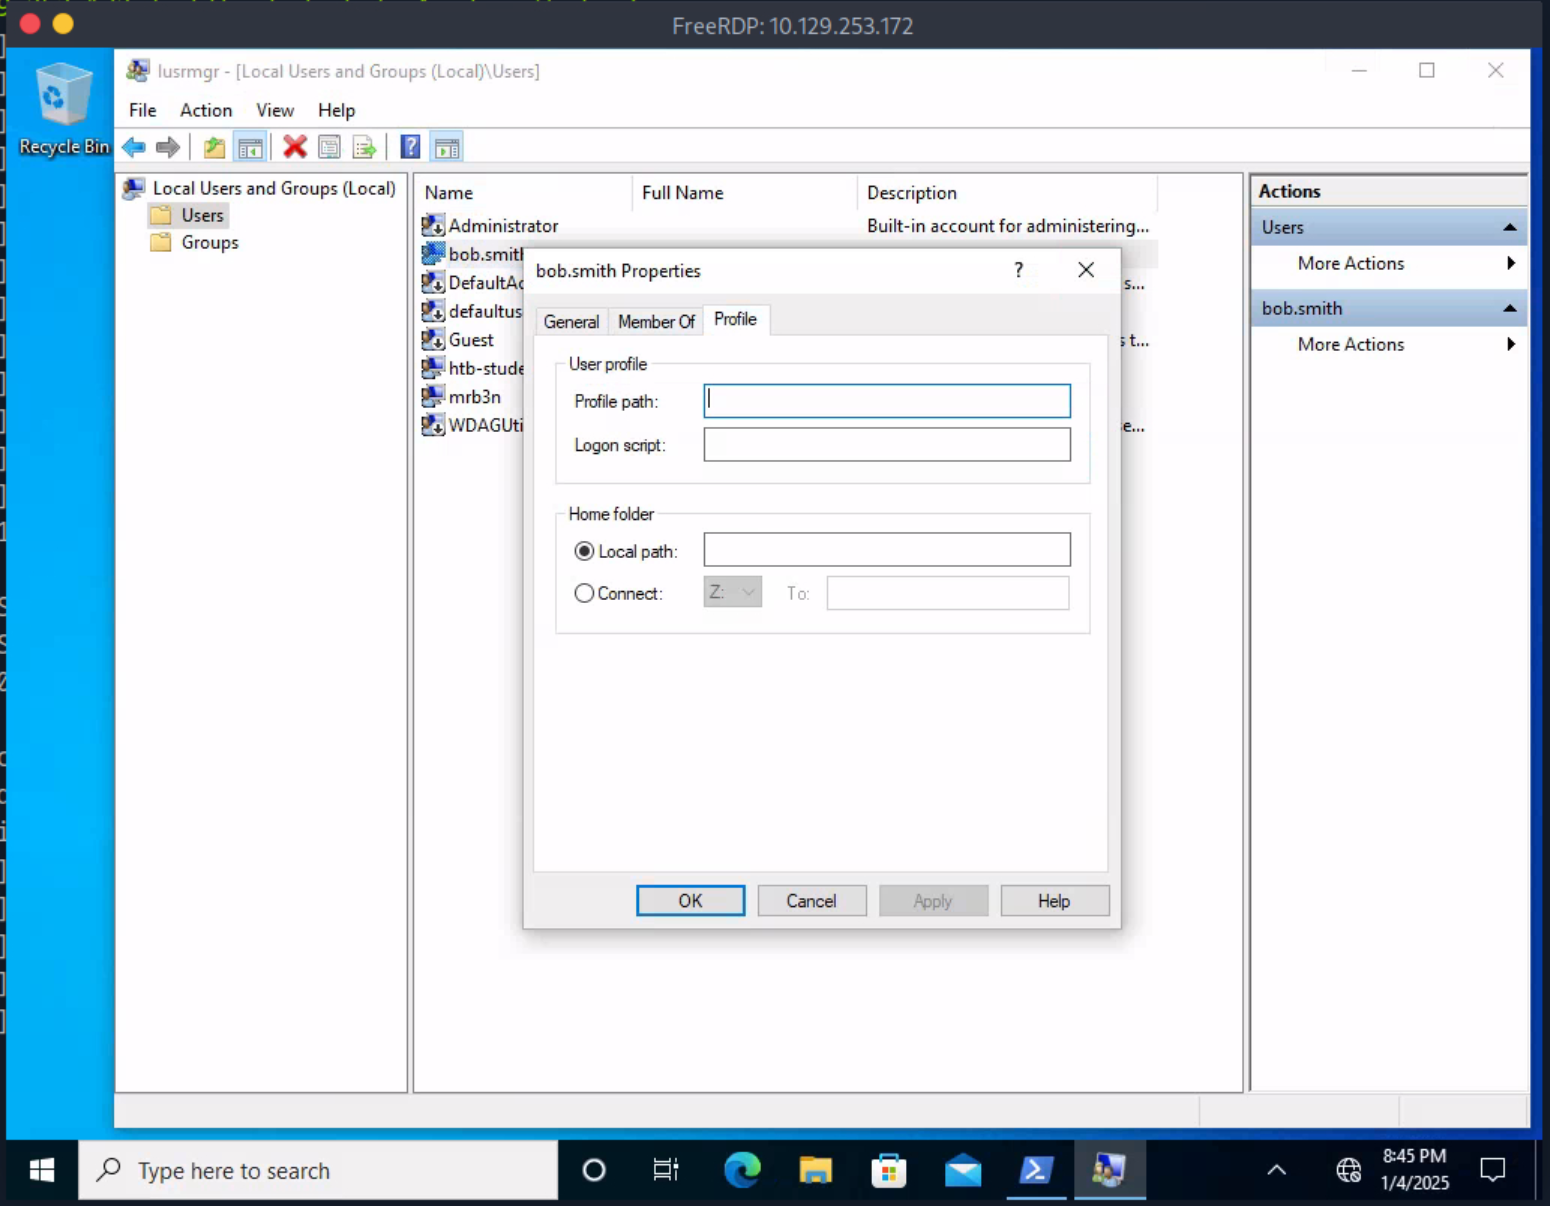 FreeRDP: 10.129.253.172
Recycle Bin
lusrmgr - [Local Users and Groups (Local)\Users]
File Action View Help
Local Users and Groups (Local)
Users
Groups
Name Full Name Description
Administrator Built-in account for administering...
bob.smith
DefaultAc s...
defaultus
Guest s t...
htb-stude
mrb3n
WDAGUti e...
bob.smith Properties
?
General Member Of Profile
User profile
Profile path:
Logon script:
Home folder
Local path:
Connect: Z: To:
OK Cancel Apply Help
Actions
Users
More Actions
bob.smith
More Actions
Type here to search
8:45 PM
1/4/2025